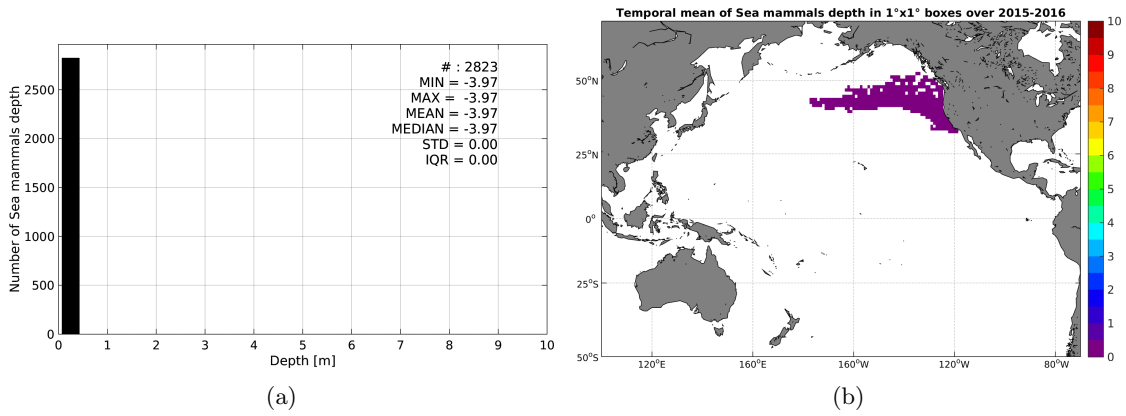 Number of Sea mammals depth
2500
2000
1500
1000
500
0
# : 2823
MIN = -3.97
MAX = -3.97
MEAN = -3.97
MEDIAN = -3.97
STD = 0.00
IQR = 0.00
0 1 2 3 4 5 6 7 8 9 10
Depth [m]
(a)
Temporal mean of Sea mammals depth in 1°x1° boxes over 2015-2016
50°N
25°N
0°
25°S
50°S
120°E 160°E 160°W 120°W 80°W
10
9
8
7
6
5
4
3
2
1
0
(b)